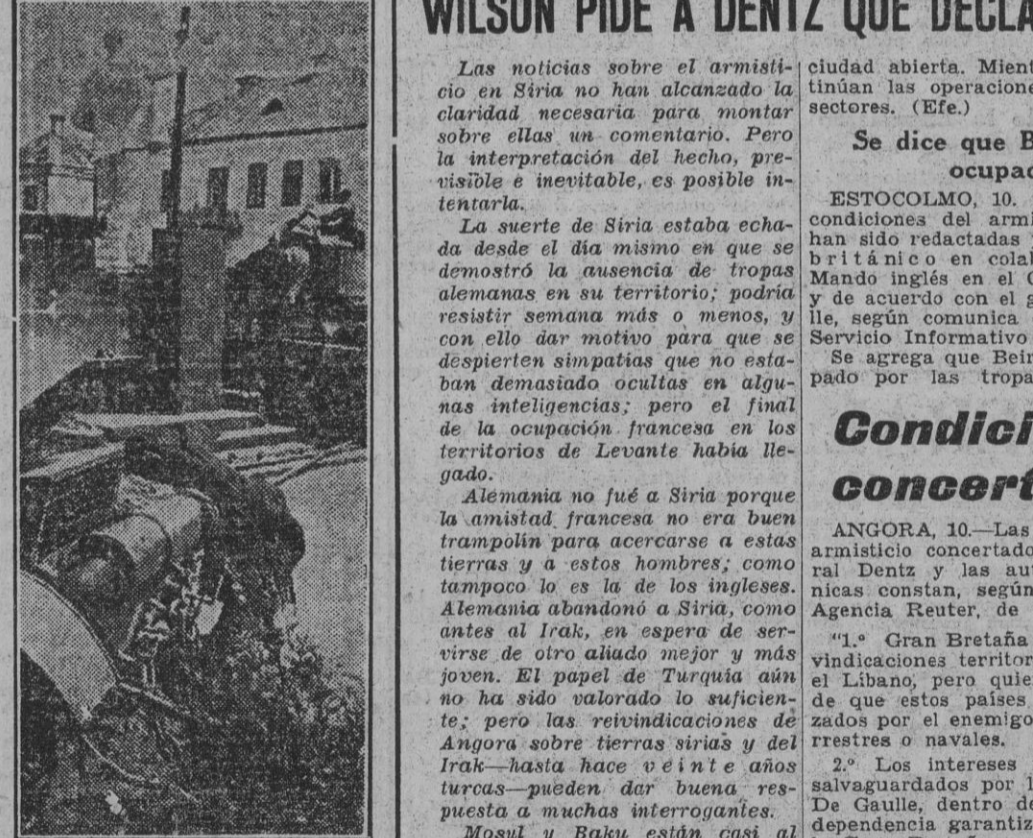 WILSON PIDE A DENTZ QUE DECLA
Las noticias sobre el armisti-
cio en Siria no han alcanzado la
claridad necesaria para montar
sobre ellas un comentario. Pero
la interpretación del hecho, pre-
visible e inevitable, es posible in-
tentarla.
La suerte de Siria estaba echa-
da desde el día mismo en que se
demostró la ausencia de tropas
alemanas en su territorio; podría
resistir semana más o menos, y
con ello dar motivo para que se
despierten simpatías que no esta-
ban demasiado ocultas en algu-
nas inteligencias; pero el final
de la ocupación francesa en los
territorios de Levante había lle-
gado.
Alemania no fué a Siria porque
la amistad francesa no era buen
trampolín para acercarse a estas
tierras y a estos hombres; como
tampoco lo es la de los ingleses.
Alemania abandonó a Siria, como
antes al Irak, en espera de ser-
virse de otro aliado mejor y más
joven. El papel de Turquía aún
no ha sido valorado lo suficien-
te; pero las reivindicaciones de
Angora sobre tierras sirias y del
Irak—hasta hace veinte años
turcas—pueden dar buena res-
puesta a muchas interrogantes.
Mosul y Baku están casi al
ciudad abierta. Mient
tinúan las operacione
sectores. (Efe.)
Se dice que B
ocupad
ESTOCOLMO, 10.
condiciones del armi
han sido redactadas
británico en colab
Mando inglés en el C
y de acuerdo con el g
lle, según comunica
Servicio Informativo
Se agrega que Beir
pado por las tropa
Condici
concert
ANGORA, 10.—Las
armisticio concertado
ral Dentz y las aut
nicas constan, según
Agencia Reuter, de
"1.º Gran Bretaña
vindicaciones territor
el Líbano, pero quier
de que estos países
zados por el enemigo
rrestres o navales.
2.º Los intereses
salvaguardados por l
De Gaulle, dentro de
dependencia garantiz